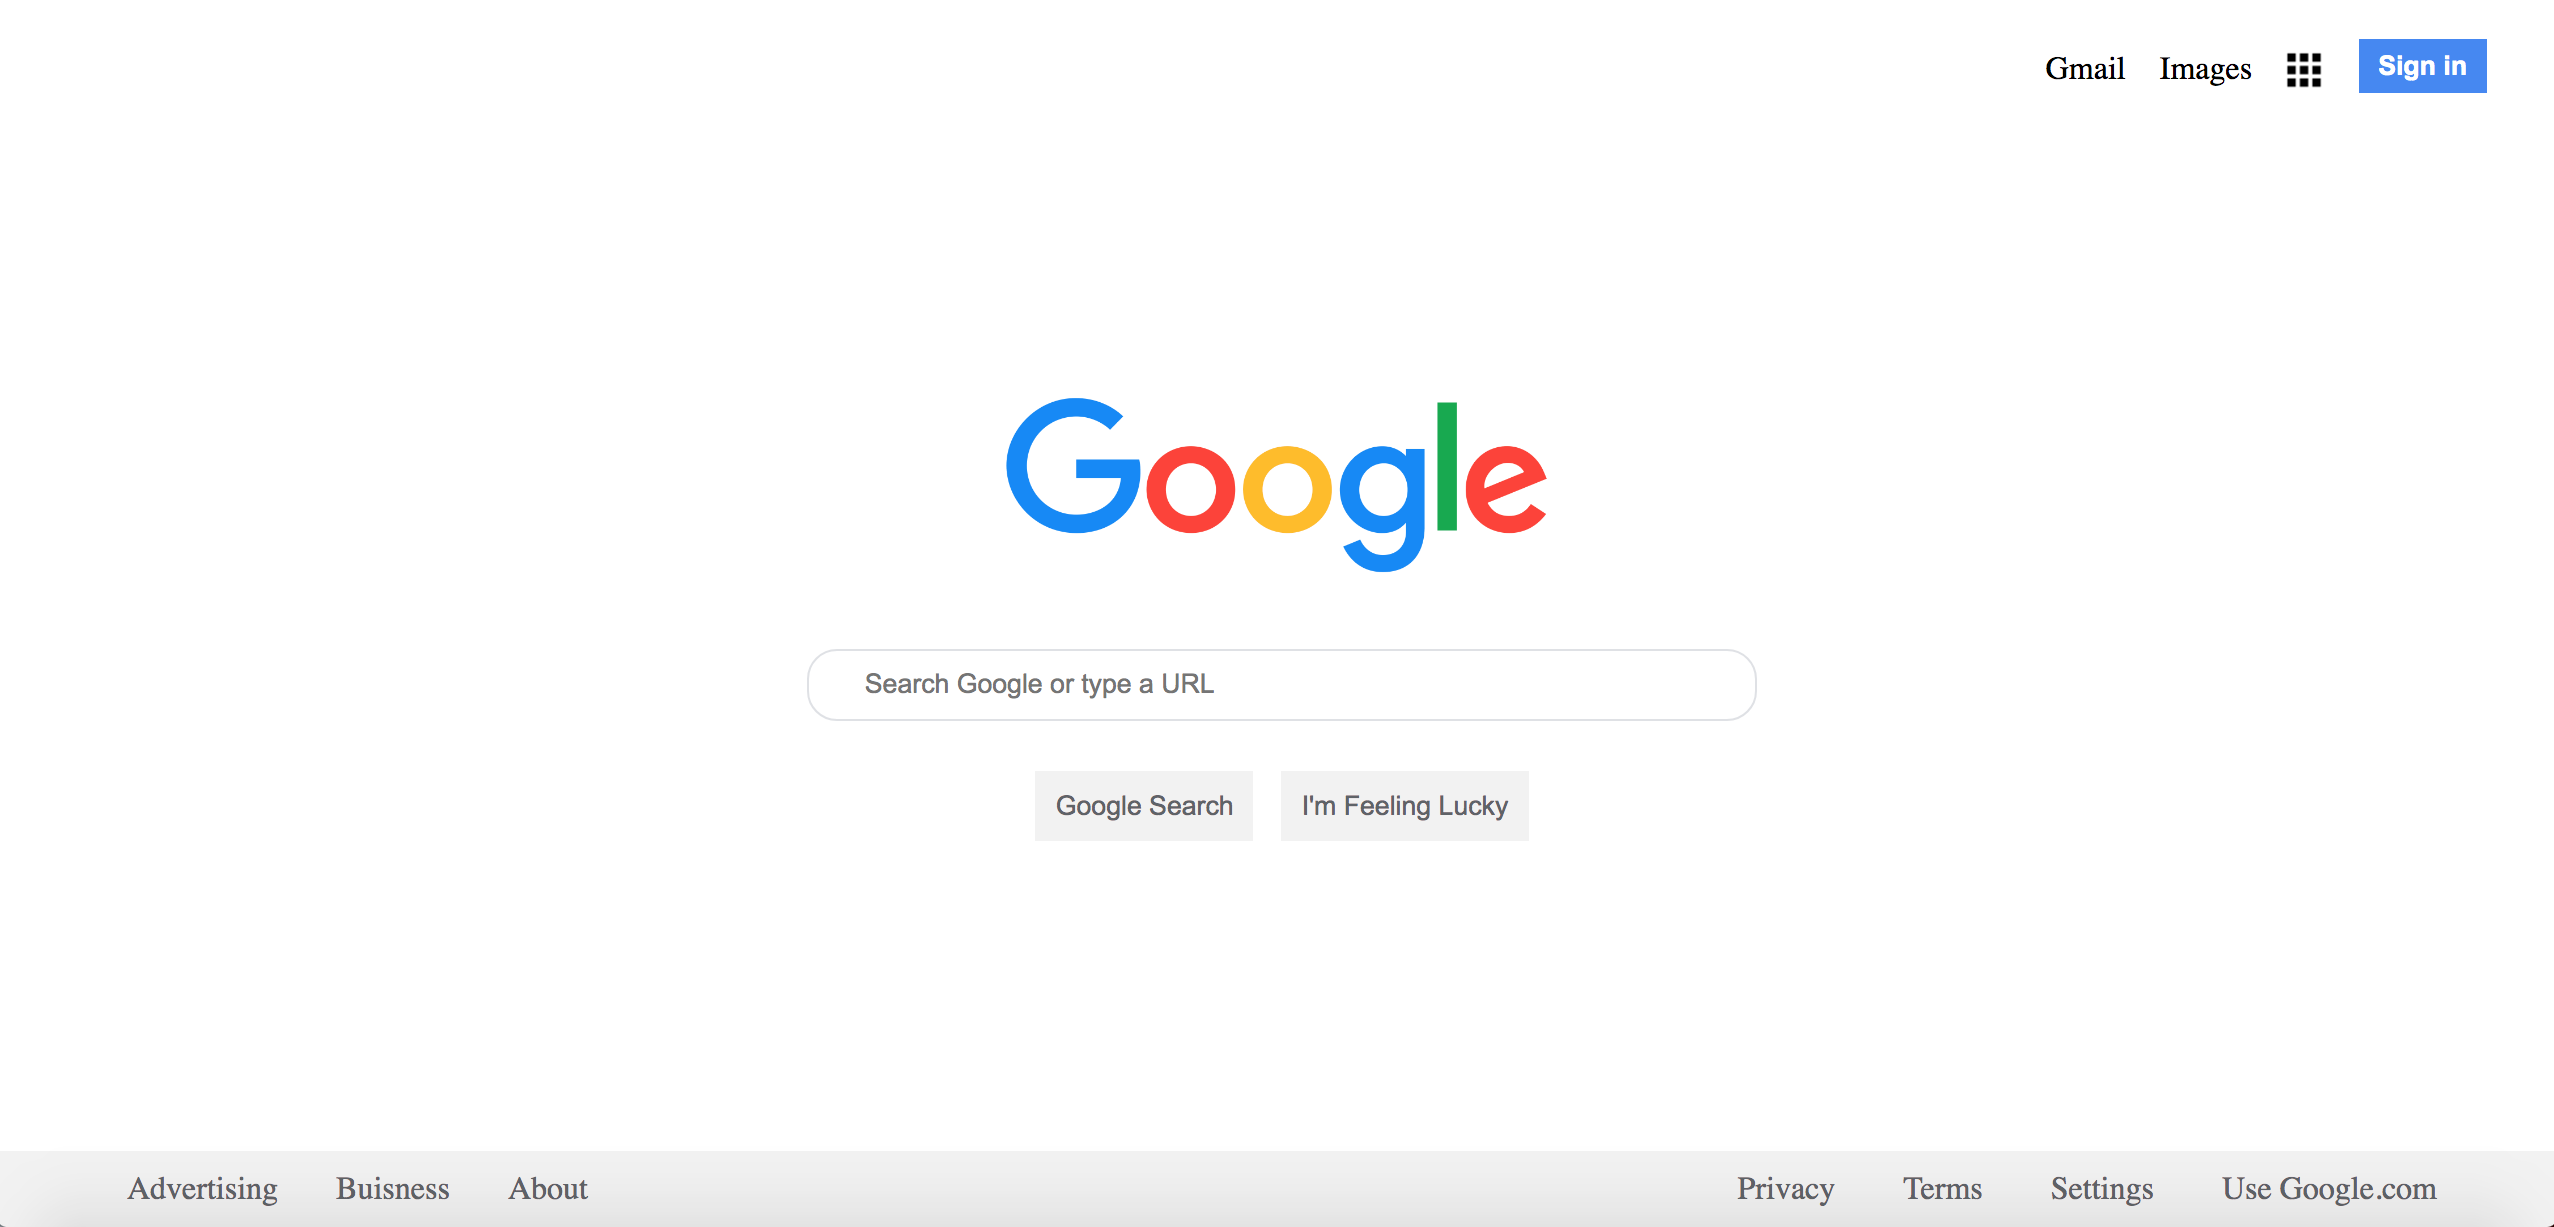 Gmail Images Sign in
Google
Search Google or type a URL
Google Search I'm Feeling Lucky
Advertising Buisness About Privacy Terms Settings Use Google.com